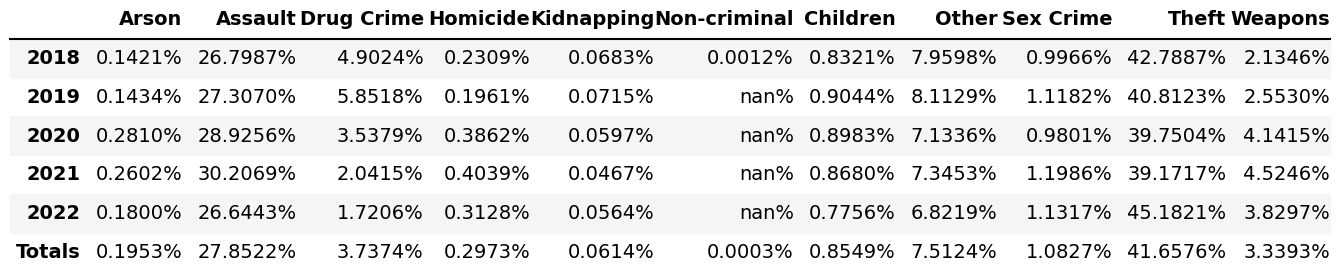 Arson Assault Drug Crime Homicide Kidnapping Non-criminal Children Other Sex Crime Theft Weapons
2018 0.1421% 26.7987% 4.9024% 0.2309% 0.0683% 0.0012% 0.8321% 7.9598% 0.9966% 42.7887% 2.1346%
2019 0.1434% 27.3070% 5.8518% 0.1961% 0.0715% nan% 0.9044% 8.1129% 1.1182% 40.8123% 2.5530%
2020 0.2810% 28.9256% 3.5379% 0.3862% 0.0597% nan% 0.8983% 7.1336% 0.9801% 39.7504% 4.1415%
2021 0.2602% 30.2069% 2.0415% 0.4039% 0.0467% nan% 0.8680% 7.3453% 1.1986% 39.1717% 4.5246%
2022 0.1800% 26.6443% 1.7206% 0.3128% 0.0564% nan% 0.7756% 6.8219% 1.1317% 45.1821% 3.8297%
Totals 0.1953% 27.8522% 3.7374% 0.2973% 0.0614% 0.0003% 0.8549% 7.5124% 1.0827% 41.6576% 3.3393%